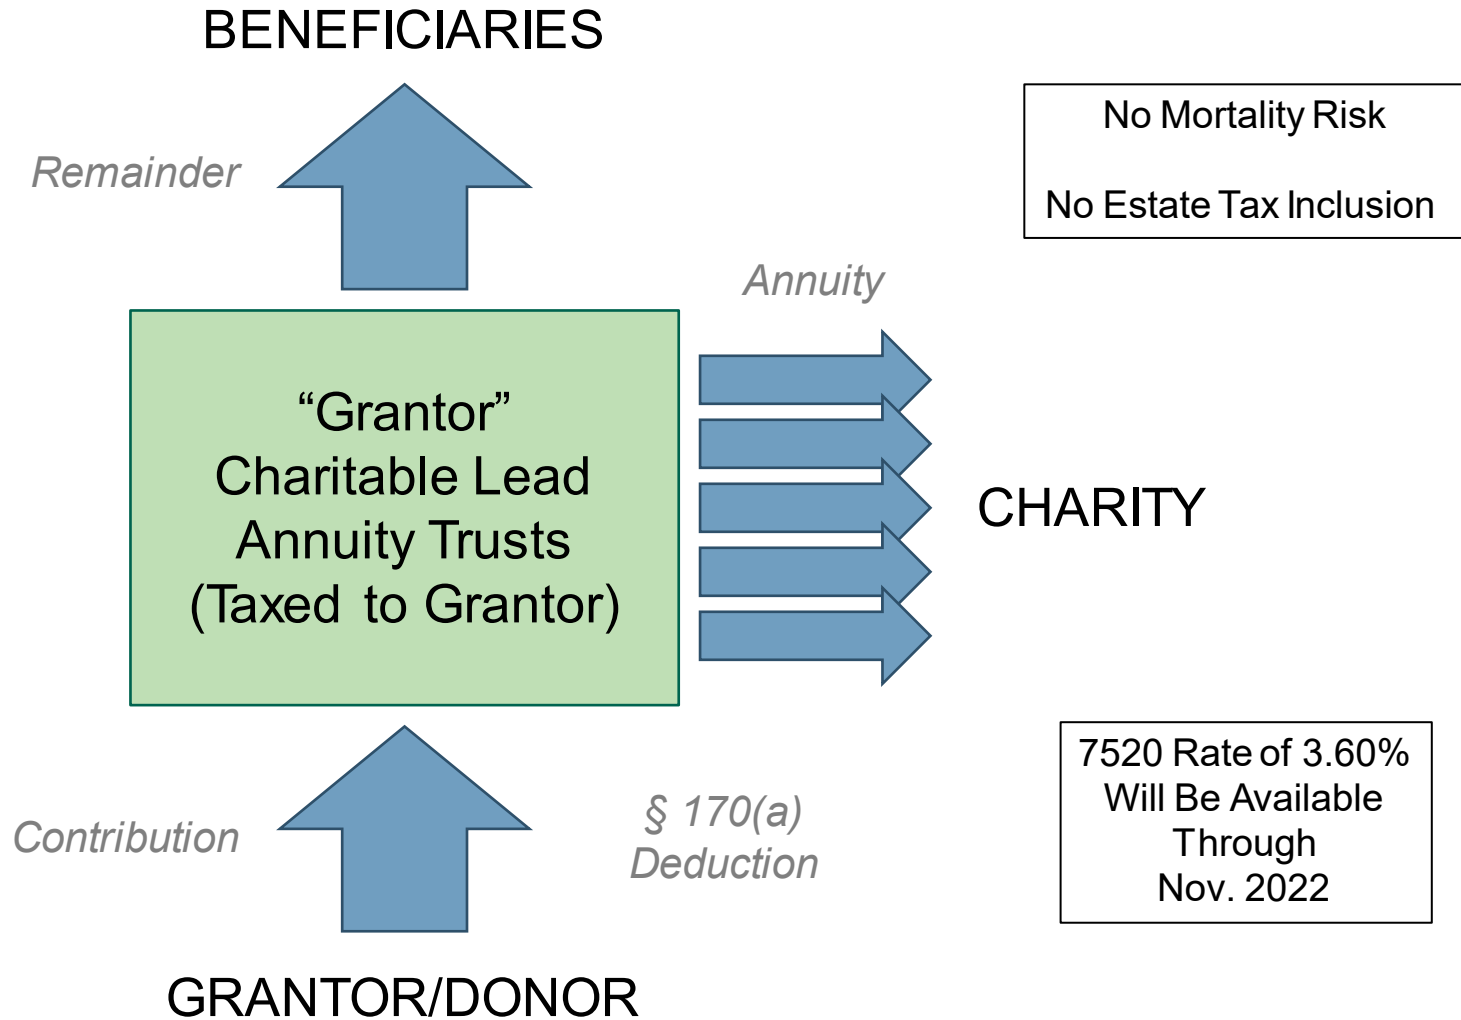 BENEFICIARIES
Remainder
No Mortality Risk
No Estate Tax Inclusion
Annuity
“Grantor”
Charitable Lead
Annuity Trusts
(Taxed to Grantor)
CHARITY
Contribution
§ 170(a)
Deduction
7520 Rate of 3.60%
Will Be Available
Through
Nov. 2022
GRANTOR/DONOR